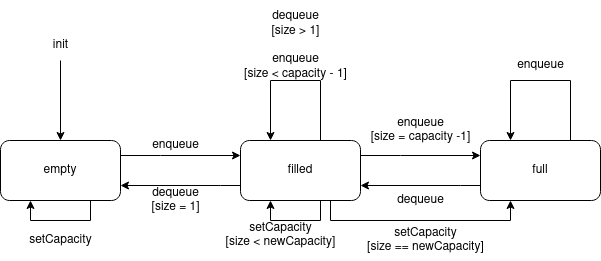 dequeue
[size > 1]
init
enqueue
[size < capacity - 1]
enqueue
enqueue
[size = capacity -1]
enqueue
empty
filled
full
dequeue
[size = 1]
dequeue
setCapacity
setCapacity
[size < newCapacity]
setCapacity
[size == newCapacity]